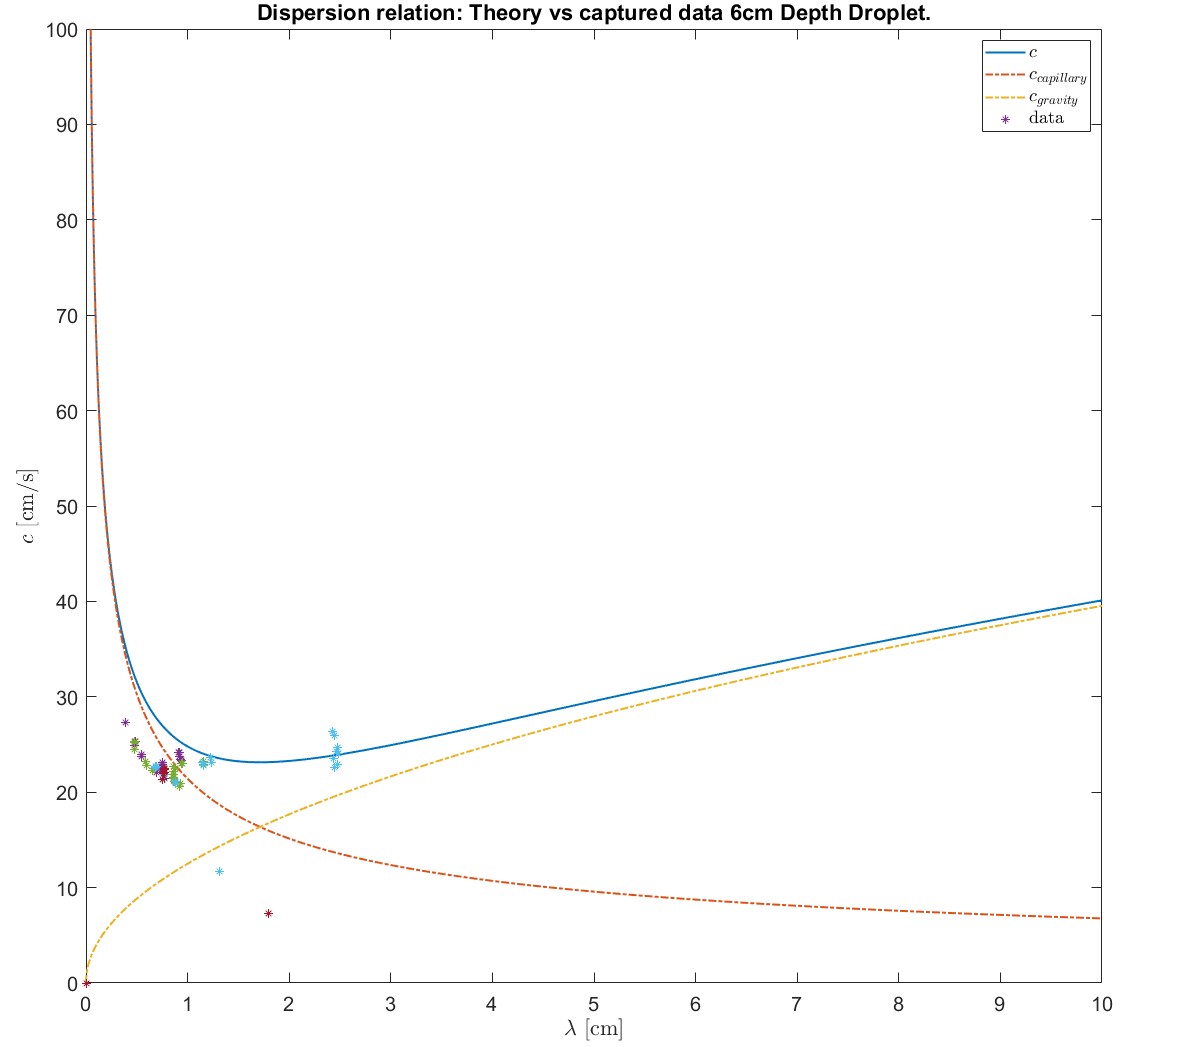 Dispersion relation: Theory vs captured data 6cm Depth Droplet.
c
c_capillary
c_gravity
data
100
90
80
70
60
50
40
30
20
10
0
c [cm/s]
0 1 2 3 4 5 6 7 8 9 10
λ [cm]